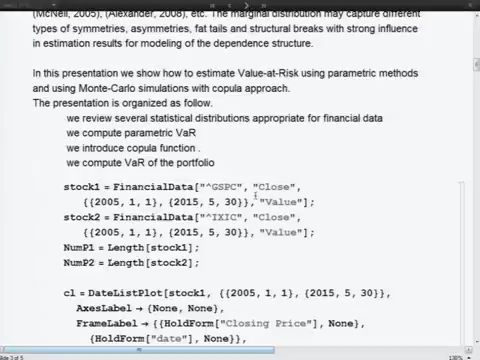 (McNeil, 2005), (Alexander, 2008), etc. The marginal distribution may capture different
types of symmetries, asymmetries, fat tails and structural breaks with strong influence
in estimation results for modeling of the dependence structure.
In this presentation we show how to estimate Value-at-Risk using parametric methods
and using Monte-Carlo simulations with copula approach.
The presentation is organized as follow.
we review several statistical distributions appropriate for financial data
we compute parametric VaR
we introduce copula function .
we compute VaR of the portfolio
stock1 = FinancialData["^GSPC", "Close",
{{2005, 1, 1}, {2015, 5, 30}}, "Value"];
stock2 = FinancialData["^IXIC", "Close",
{{2005, 1, 1}, {2015, 5, 30}}, "Value"];
NumP1 = Length[stock1];
NumP2 = Length[stock2];
cl = DateListPlot[stock1, {{2005, 1, 1}, {2015, 5, 30}},
AxesLabel → {None, None},
FrameLabel → {{HoldForm["Closing Price"], None},
{HoldForm["date"], None},
Slide 3 of 5
130%